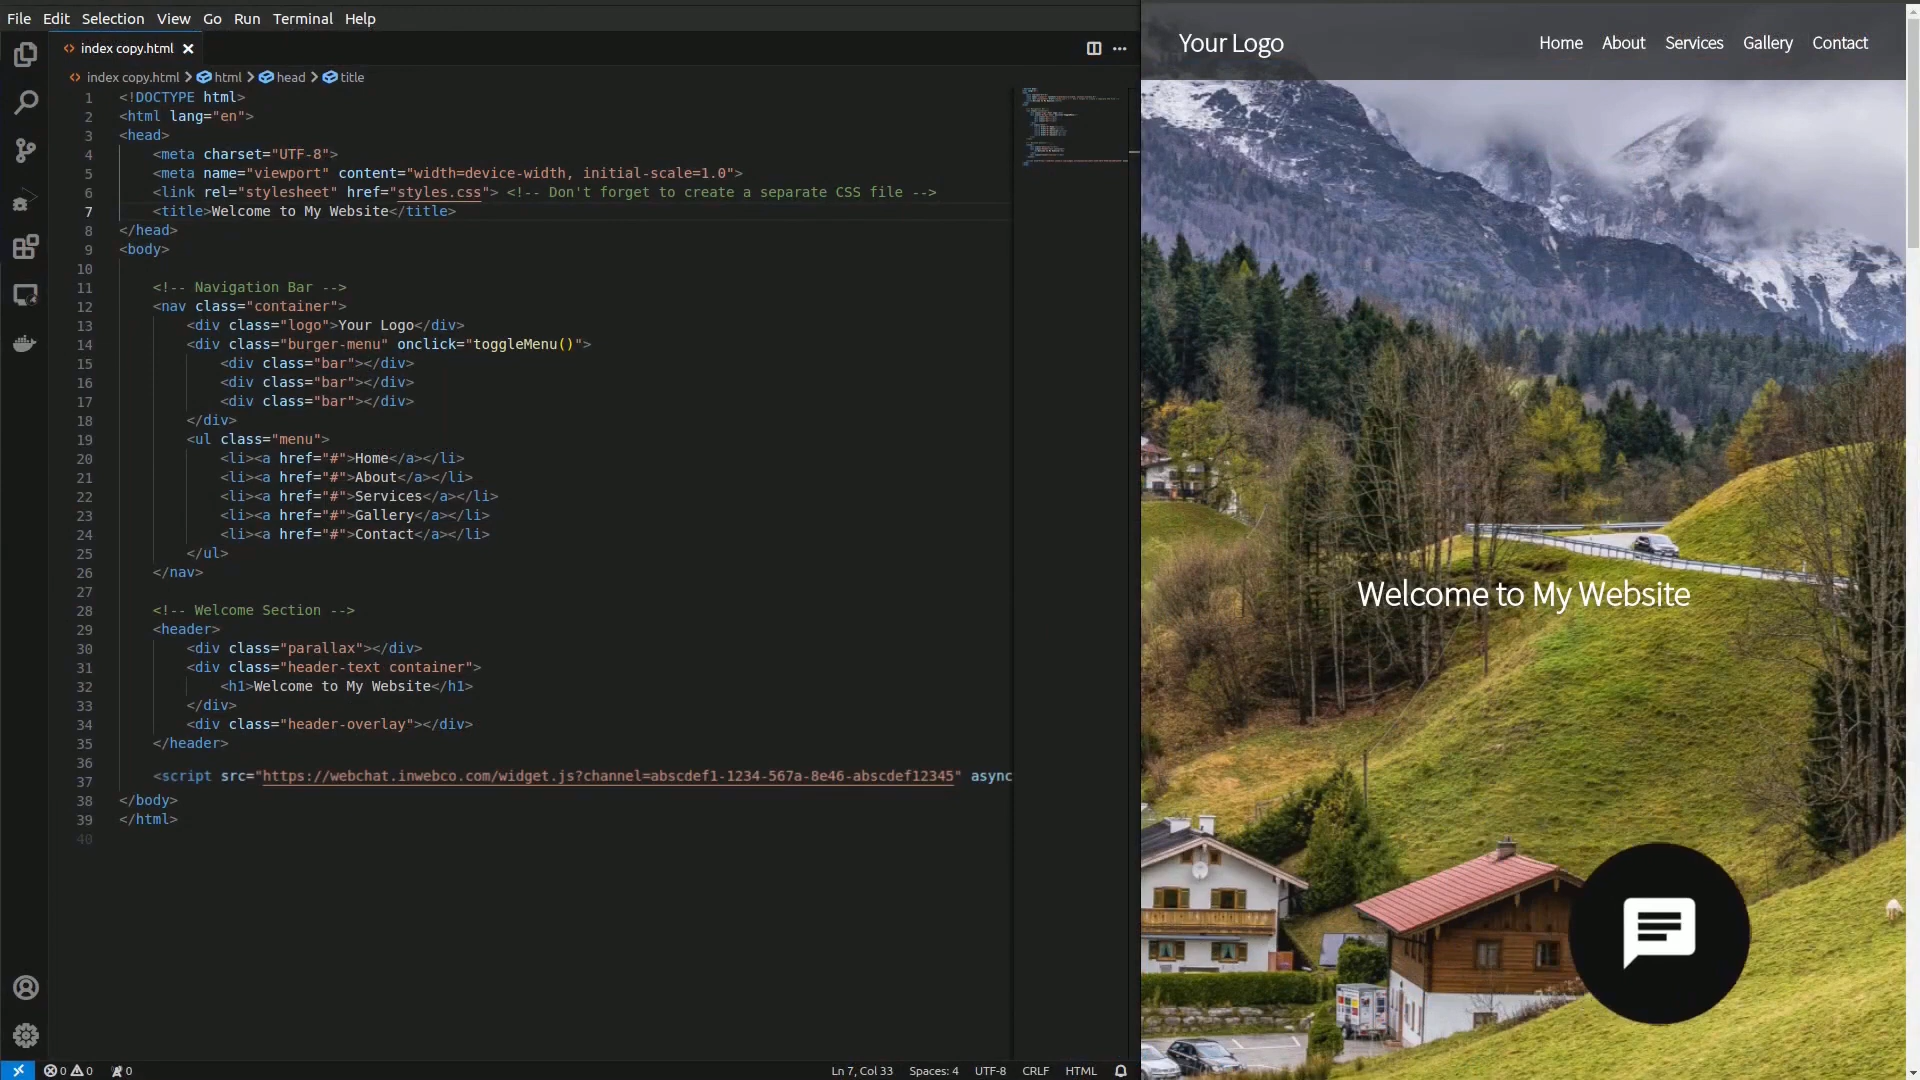 File Edit Selection View Go Run Terminal Help
index copy.html
index copy.html > html > head > title
1 <!DOCTYPE html>
2 <html lang="en">
3 <head>
4 <meta charset="UTF-8">
5 <meta name="viewport" content="width=device-width, initial-scale=1.0">
6 <link rel="stylesheet" href="styles.css"> <!-- Don't forget to create a separate CSS file -->
7 <title>Welcome to My Website</title>
8 </head>
9 <body>
10
11 <!-- Navigation Bar -->
12 <nav class="container">
13 <div class="logo">Your Logo</div>
14 <div class="burger-menu" onclick="toggleMenu()">
15 <div class="bar"></div>
16 <div class="bar"></div>
17 <div class="bar"></div>
18 </div>
19 <ul class="menu">
20 <li><a href="#">Home</a></li>
21 <li><a href="#">About</a></li>
22 <li><a href="#">Services</a></li>
23 <li><a href="#">Gallery</a></li>
24 <li><a href="#">Contact</a></li>
25 </ul>
26 </nav>
27
28 <!-- Welcome Section -->
29 <header>
30 <div class="parallax"></div>
31 <div class="header-text container">
32 <h1>Welcome to My Website</h1>
33 </div>
34 <div class="header-overlay"></div>
35 </header>
36
37 <script src="https://webchat.inwebco.com/widget.js?channel=abscdef1-1234-567a-8e46-abscdef12345" async
38 </body>
39 </html>
40
0 0 0 Ln 7, Col 33 Spaces: 4 UTF-8 CRLF HTML
Your Logo Home About Services Gallery Contact
Welcome to My Website